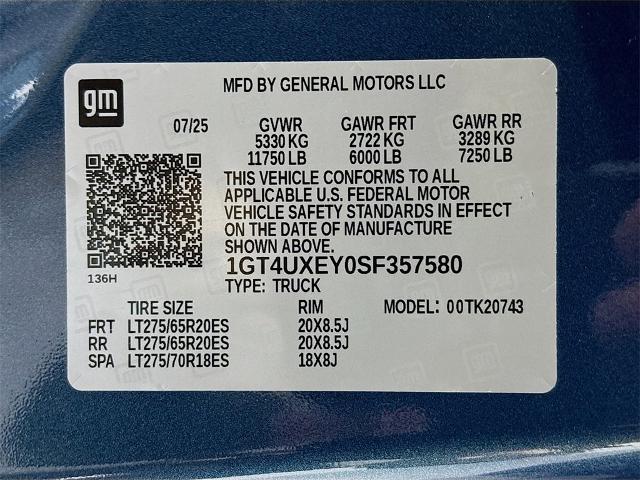 gm
MFD BY GENERAL MOTORS LLC
07/25 GVWR GAWR FRT GAWR RR
5330 KG 2722 KG 3289 KG
11750 LB 6000 LB 7250 LB
THIS VEHICLE CONFORMS TO ALL
APPLICABLE U.S. FEDERAL MOTOR
VEHICLE SAFETY STANDARDS IN EFFECT
ON THE DATE OF MANUFACTURE
SHOWN ABOVE.
136H
1GT4UXEY0SF357580
TYPE: TRUCK
TIRE SIZE RIM MODEL: 00TK20743
FRT LT275/65R20ES 20X8.5J
RR LT275/65R20ES 20X8.5J
SPA LT275/70R18ES 18X8J